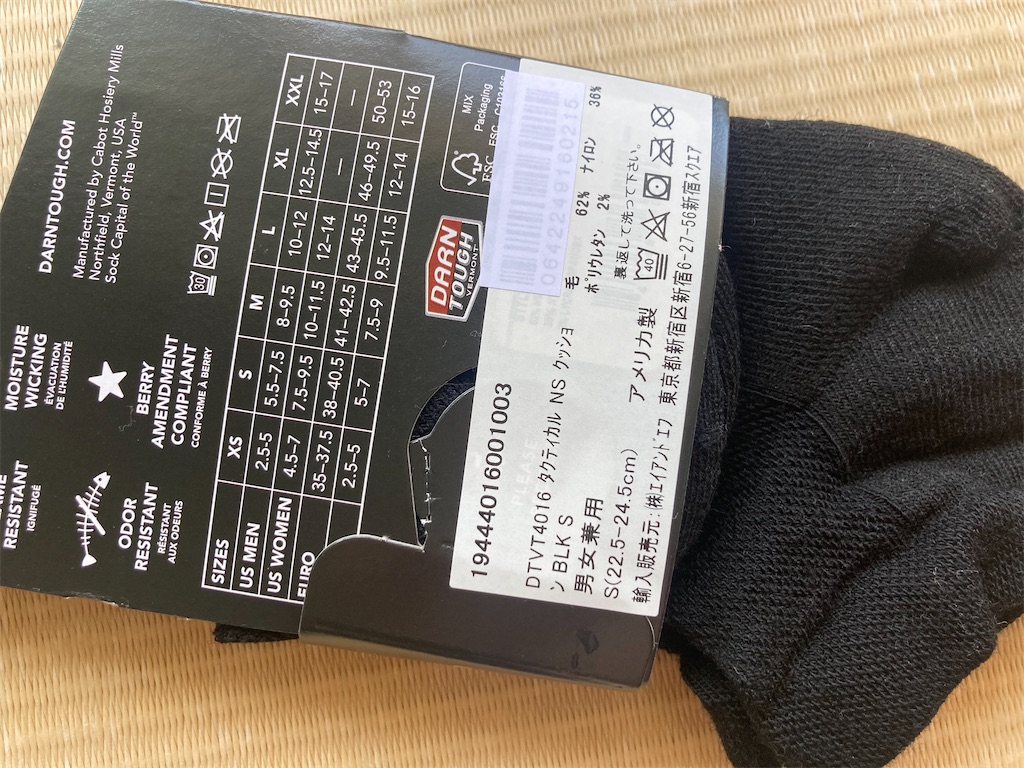 DARNTOUGH.COM
Manufactured by Cabot Hosiery Mills
Northfield, Vermont, USA
Sock Capital of the World™
MOISTURE
WICKING
ÉVACUATION
DE L'HUMIDITÉ
BERRY
AMENDMENT
COMPLIANT
CONFORME À BERRY
RESISTANT
IGNIFUGÉ
ODOR
RESISTANT
RÉSISTANT
AUX ODEURS
30
SIZES XS S M L XL XXL
US MEN 2.5-5 5.5-7.5 8-9.5 10-12 12.5-14.5 15-17
US WOMEN 4.5-7 7.5-9.5 10-11.5 12-14 – –
EURO 35-37.5 38-40.5 41-42.5 43-45.5 46-49.5 50-53
2.5-5 5-7 7.5-9 9.5-11.5 12-14 15-16
MIX
Packaging
FSC
DARN
TOUGH
VERMONT
PLEASE
19444016001003
DTVT4016 タクティカル NS クッショ
ン BLK S
男女兼用
S(22.5-24.5cm)
アメリカ製
輸入販売元:(株)エイアンドエフ 東京都新宿区新宿6-27-56新宿スクエア
毛 62% ナイロン 36%
ポリウレタン 2%
裏返しで洗って下さい。
40
0642249160215